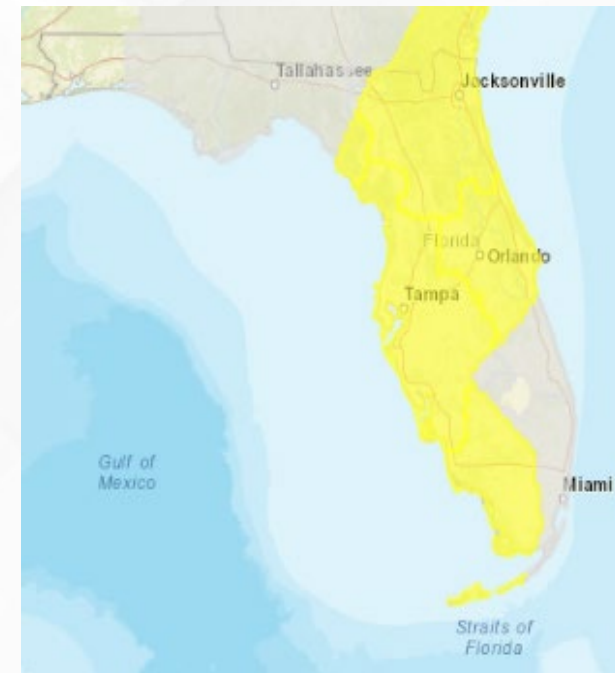 Tallahassee
Jacksonville
Florida
Orlando
Tampa
Gulf of
Mexico
Miami
Straits of
Florida